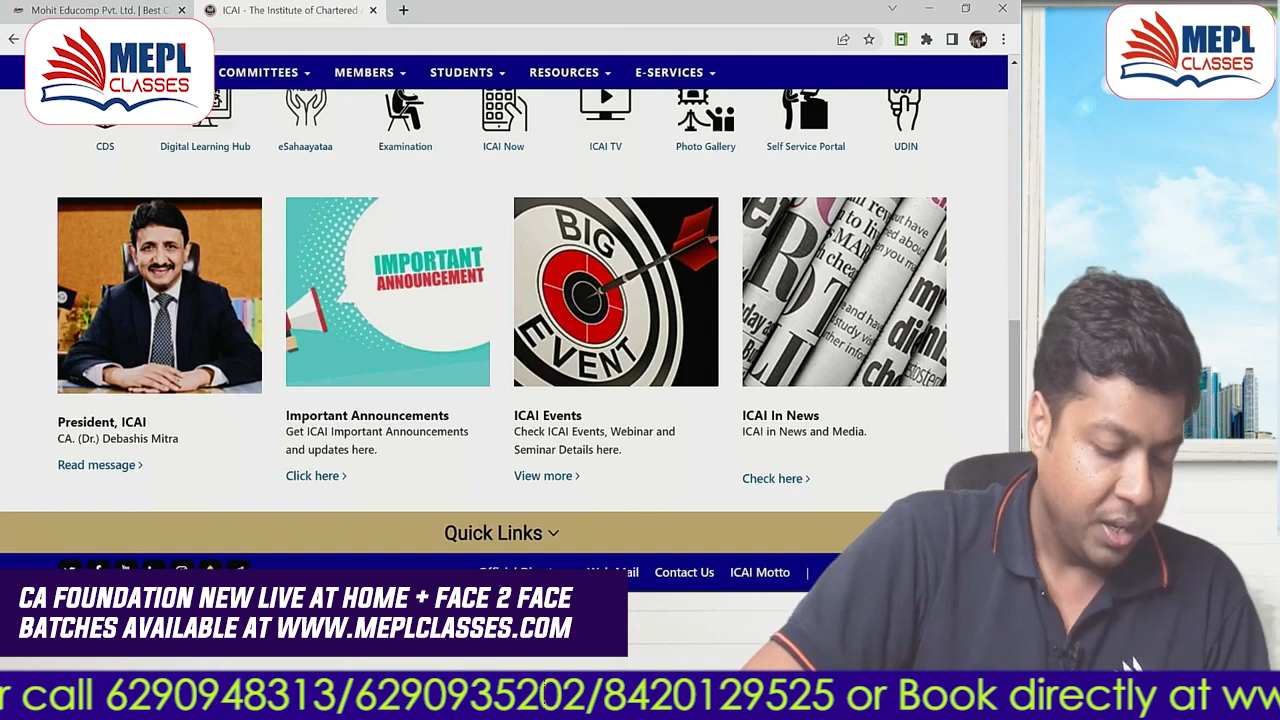 Mohit Educomp Pvt. Ltd. | Best C
ICAI - The Institute of Chartered
MEPL
CLASSES
MEPL
CLASSES
COMMITTEES
MEMBERS
STUDENTS
RESOURCES
E-SERVICES
CDS
Digital Learning Hub
eSahaayataa
Examination
ICAI Now
ICAI TV
Photo Gallery
Self Service Portal
UDIN
IMPORTANT
ANNOUNCEMENT
BIG
EVENT
President, ICAI
CA. (Dr.) Debashis Mitra
Read message >
Important Announcements
Get ICAI Important Announcements
and updates here.
Click here >
ICAI Events
Check ICAI Events, Webinar and
Seminar Details here.
View more >
ICAI In News
ICAI in News and Media.
Check here >
Quick Links
Mail
Contact Us
ICAI Motto |
CA FOUNDATION NEW LIVE AT HOME + FACE 2 FACE
BATCHES AVAILABLE AT WWW.MEPLCLASSES.COM
r call 6290948313/6290935202/8420129525 or Book directly at ww